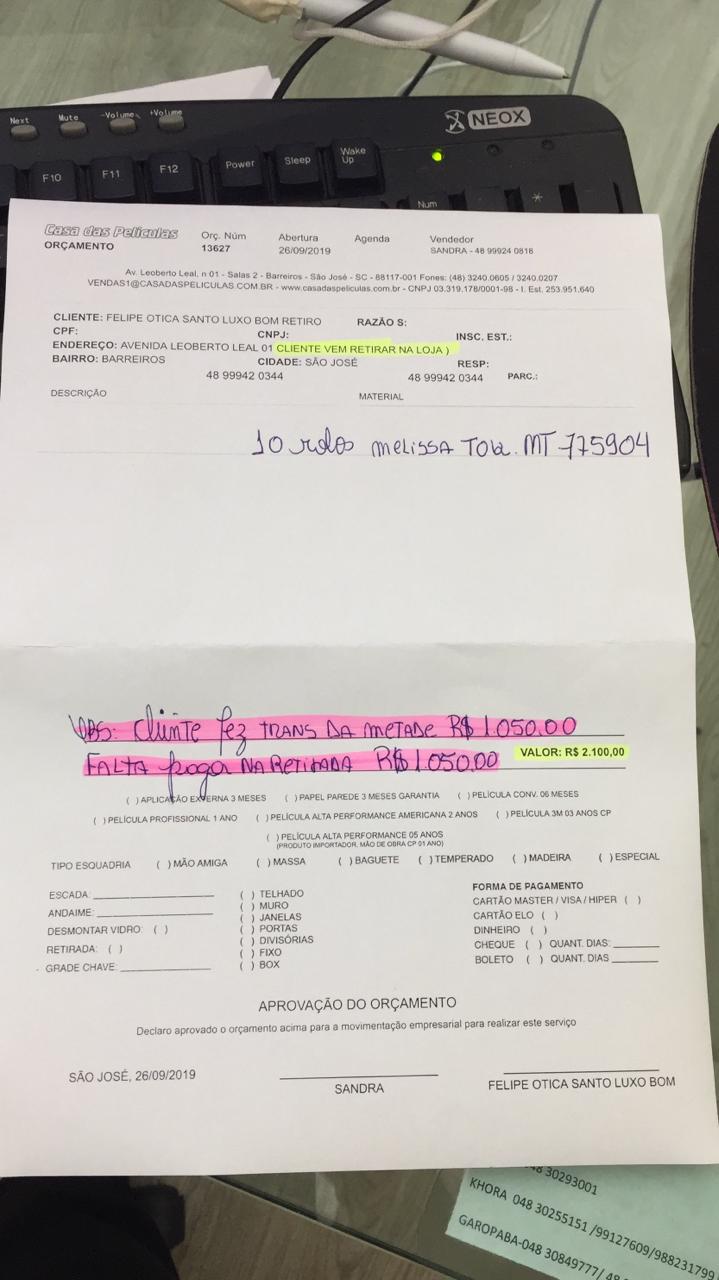 Next Mute -Volume +Volume
NEOX
F10 F11 F12 Power Sleep Wake Up
Num *
Casa das Películas Orç. Núm Abertura Agenda Vendedor
ORÇAMENTO 13627 26/09/2019 SANDRA - 48 99924 0816
Av. Leoberto Leal, n 01 - Salas 2 - Barreiros - São José - SC - 88117-001 Fones: (48) 3240.0605 / 3240.0207
VENDAS1@CASADASPELICULAS.COM.BR - www.casadaspeliculas.com.br - CNPJ 03.319.178/0001-98 - I. Est. 253.951.640
CLIENTE: FELIPE OTICA SANTO LUXO BOM RETIRO RAZÃO S:
CPF: CNPJ: INSC. EST.:
ENDEREÇO: AVENIDA LEOBERTO LEAL 01 CLIENTE VEM RETIRAR NA LOJA )
BAIRRO: BARREIROS CIDADE: SÃO JOSÉ RESP:
48 99942 0344 48 99942 0344 PARC.:
DESCRIÇÃO MATERIAL
10 rolos MELISSA MT 775904
OBS: Cliente fez TRANS DA METADE R$ 1.050,00
FALTA pagar NA RETIRADA R$ 1.050,00 VALOR: R$ 2.100,00
( ) APLICAÇÃO EXTERNA 3 MESES ( ) PAPEL PAREDE 3 MESES GARANTIA ( ) PELÍCULA CONV. 06 MESES
( ) PELÍCULA PROFISSIONAL 1 ANO ( ) PELÍCULA ALTA PERFORMANCE AMERICANA 2 ANOS ( ) PELÍCULA 3M 03 ANOS CP
( ) PELÍCULA ALTA PERFORMANCE 05 ANOS
(PRODUTO IMPORTADOR, MÃO DE OBRA CP 01 ANO)
TIPO ESQUADRIA ( ) MÃO AMIGA ( ) MASSA ( ) BAGUETE ( ) TEMPERADO ( ) MADEIRA ( ) ESPECIAL
ESCADA: ( ) TELHADO FORMA DE PAGAMENTO
( ) MURO CARTÃO MASTER / VISA / HIPER ( )
ANDAIME: ( ) JANELAS CARTÃO ELO ( )
DESMONTAR VIDRO: ( ) ( ) PORTAS DINHEIRO ( )
RETIRADA: ( ) ( ) DIVISÓRIAS CHEQUE ( ) QUANT. DIAS:
( ) FIXO BOLETO ( ) QUANT. DIAS
GRADE CHAVE: ( ) BOX
APROVAÇÃO DO ORÇAMENTO
Declaro aprovado o orçamento acima para a movimentação empresarial para realizar este serviço
SÃO JOSÉ, 26/09/2019
SANDRA FELIPE OTICA SANTO LUXO BOM
30293001
KHORA 048 30255151 /99127609/988231799
GAROPABA-048 30849777/